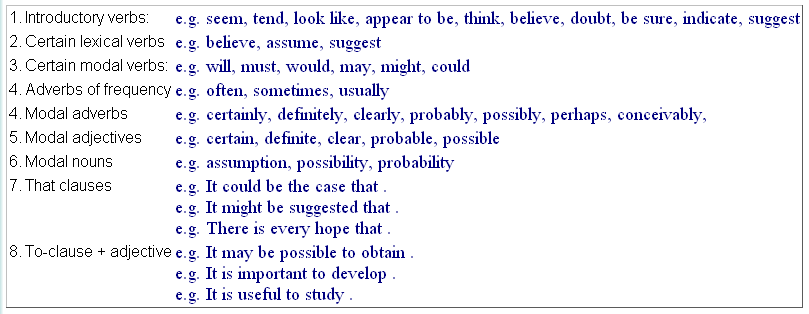 1. Introductory verbs: e.g. seem, tend, look like, appear to be, think, believe, doubt, be sure, indicate, suggest
2. Certain lexical verbs e.g. believe, assume, suggest
3. Certain modal verbs: e.g. will, must, would, may, might, could
4. Adverbs of frequency e.g. often, sometimes, usually
4. Modal adverbs e.g. certainly, definitely, clearly, probably, possibly, perhaps, conceivably,
5. Modal adjectives e.g. certain, definite, clear, probable, possible
6. Modal nouns e.g. assumption, possibility, probability
7. That clauses e.g. It could be the case that .
e.g. It might be suggested that .
e.g. There is every hope that .
8. To-clause + adjective e.g. It may be possible to obtain .
e.g. It is important to develop .
e.g. It is useful to study .